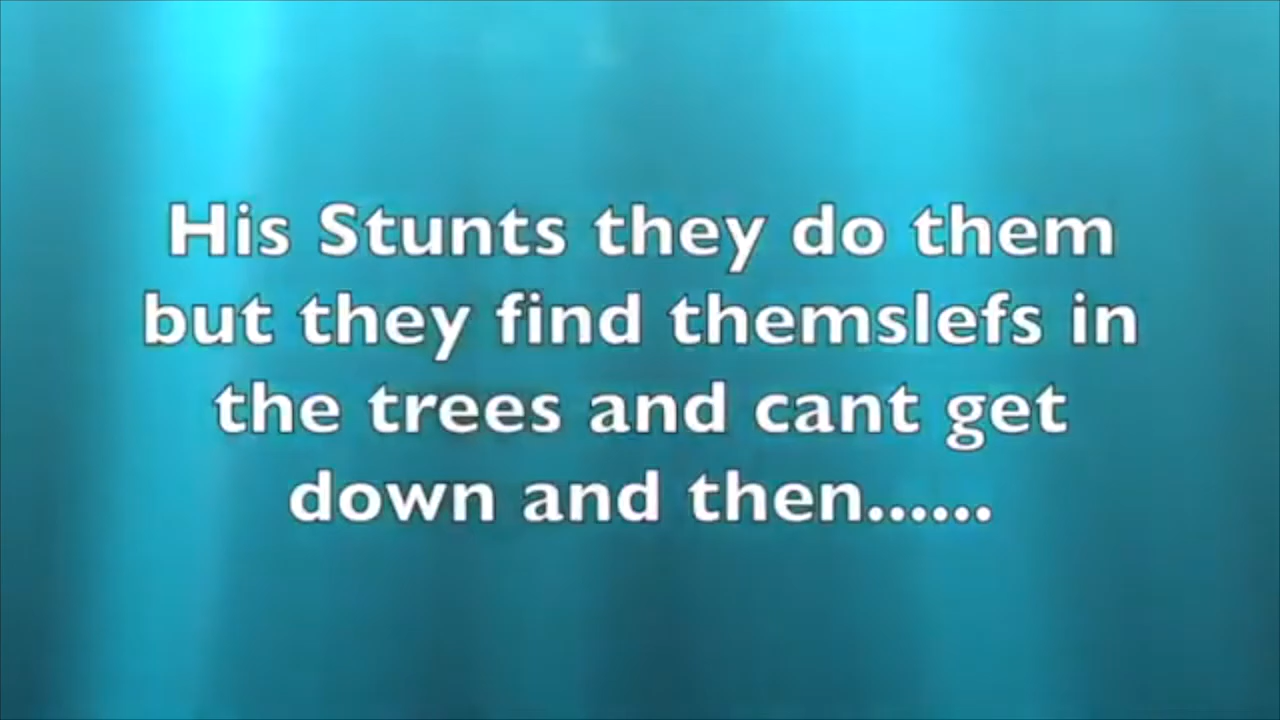 His Stunts they do them
but they find themslefs in
the trees and cant get
down and then......